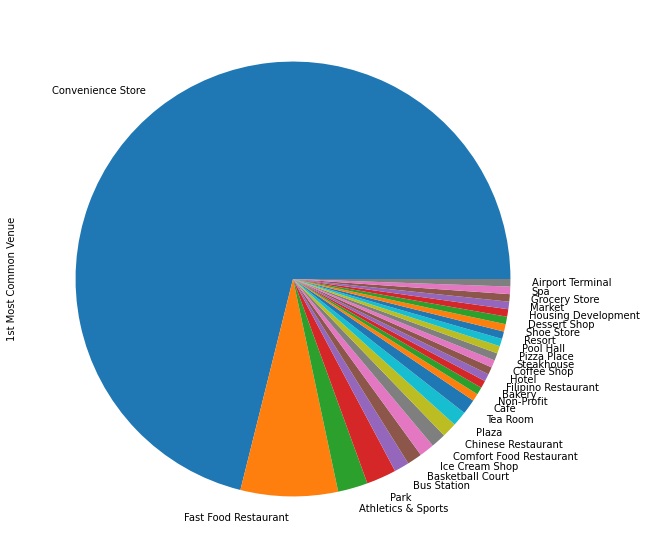 Convenience Store
1st Most Common Venue
Airport Terminal
Spa
Grocery Store
Market
Housing Development
Dessert Shop
Shoe Store
Resort
Pool Hall
Pizza Place
Steakhouse
Coffee Shop
Hotel
Filipino Restaurant
Bakery
Non-Profit
Café
Tea Room
Plaza
Chinese Restaurant
Comfort Food Restaurant
Ice Cream Shop
Basketball Court
Bus Station
Park
Athletics & Sports
Fast Food Restaurant